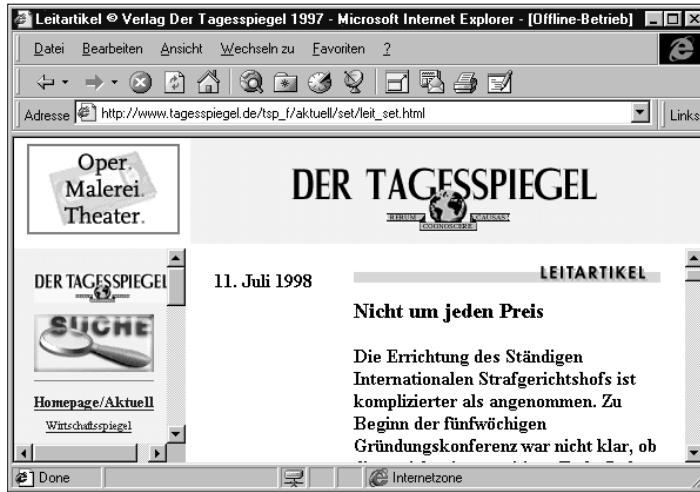 Leitartikel © Verlag Der Tagesspiegel 1997 - Microsoft Internet Explorer - [Offline-Betrieb]
Datei Bearbeiten Ansicht Wechseln zu Favoriten ?
Adresse http://www.tagesspiegel.de/tsp_f/aktuell/set/leit_set.html Links
Oper.
Malerei.
Theater.
DER TAGESSPIEGEL
RERUM CAUSAS
COGNOSCERE
DER TAGESSPIEGEL
SUCHE
Homepage/Aktuell
Wirtschaftsspiegel
11. Juli 1998
LEITARTIKEL
Nicht um jeden Preis
Die Errichtung des Ständigen
Internationalen Strafgerichtshofs ist
komplizierter als angenommen. Zu
Beginn der fünfwöchigen
Gründungskonferenz war nicht klar, ob
Done Internetzone